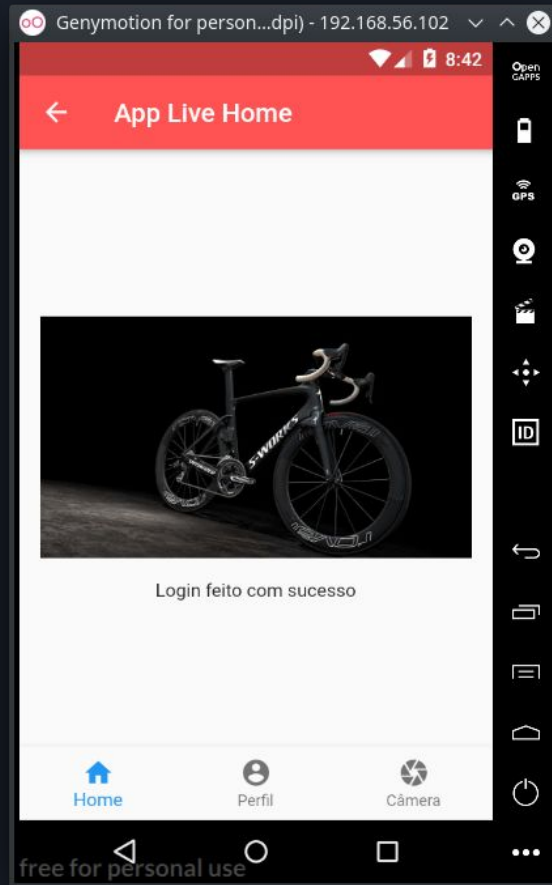 Genymotion for person...dpi) - 192.168.56.102
8:42
Open
GAPPS
App Live Home
GPS
ID
S-WORKS
Login feito com sucesso
Home
Perfil
Câmera
free for personal use